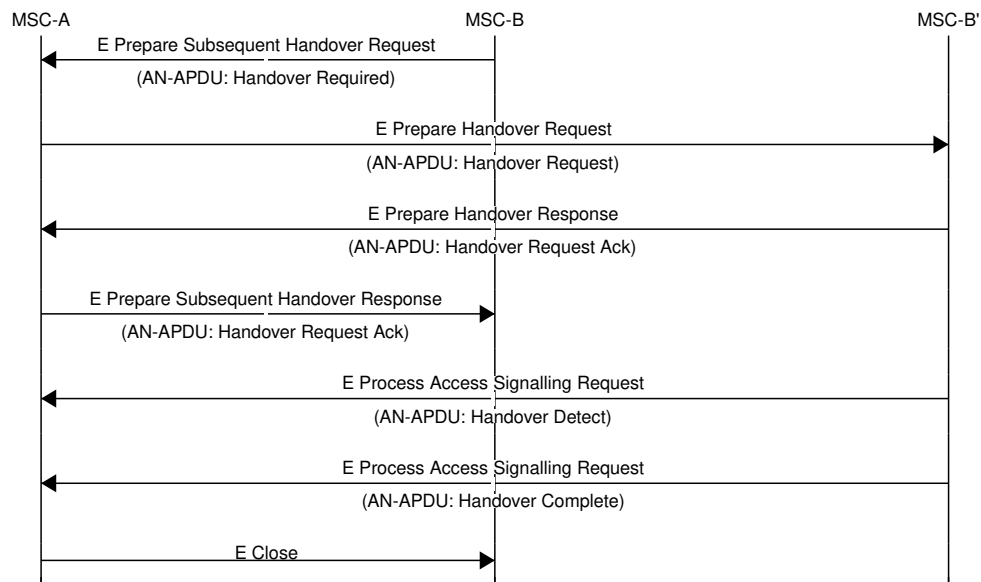 MSC-A MSC-B MSC-B'
E Prepare Subsequent Handover Request
(AN-APDU: Handover Required)
E Prepare Handover Request
(AN-APDU: Handover Request)
E Prepare Handover Response
(AN-APDU: Handover Request Ack)
E Prepare Subsequent Handover Response
(AN-APDU: Handover Request Ack)
E Process Access Signalling Request
(AN-APDU: Handover Detect)
E Process Access Signalling Request
(AN-APDU: Handover Complete)
E Close